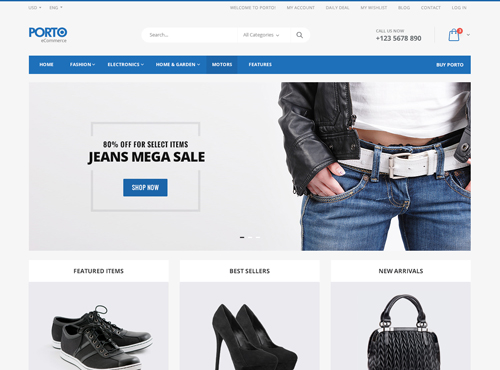 USD ENG WELCOME TO PORTO! MY ACCOUNT DAILY DEAL MY WISHLIST BLOG CONTACT LOG IN
PORTO
eCommerce
Search... All Categories
CALL US NOW
+123 5678 890
HOME FASHION ELECTRONICS HOME & GARDEN MOTORS FEATURES BUY PORTO
80% OFF FOR SELECT ITEMS
JEANS MEGA SALE
SHOP NOW
FEATURED ITEMS BEST SELLERS NEW ARRIVALS